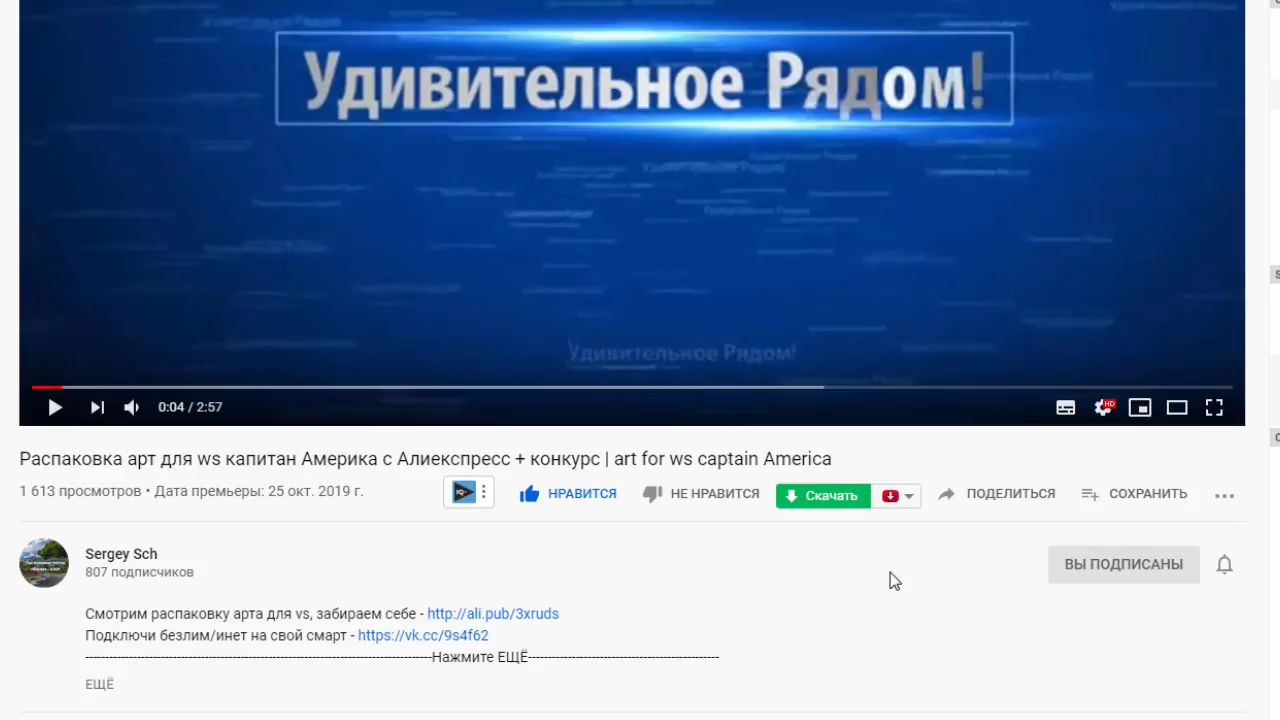 Удивительное Рядом!
Удивительное Рядом!
0:04 / 2:57
HD
Распаковка арт для ws капитан Америка с Алиекспресс + конкурс | art for ws captain America
1 613 просмотров • Дата премьеры: 25 окт. 2019 г.
НРАВИТСЯ
НЕ НРАВИТСЯ
Скачать
ПОДЕЛИТЬСЯ
СОХРАНИТЬ
Sergey Sch
807 подписчиков
ВЫ ПОДПИСАНЫ
Смотрим распаковку арта для vs, забираем себе - http://ali.pub/3xruds
Подключи безлим/инет на свой смарт - https://vk.cc/9s4f62
-----------------------------------------------------------------------------------Нажмите ЕЩЁ----------------------------------------------
ЕЩЁ